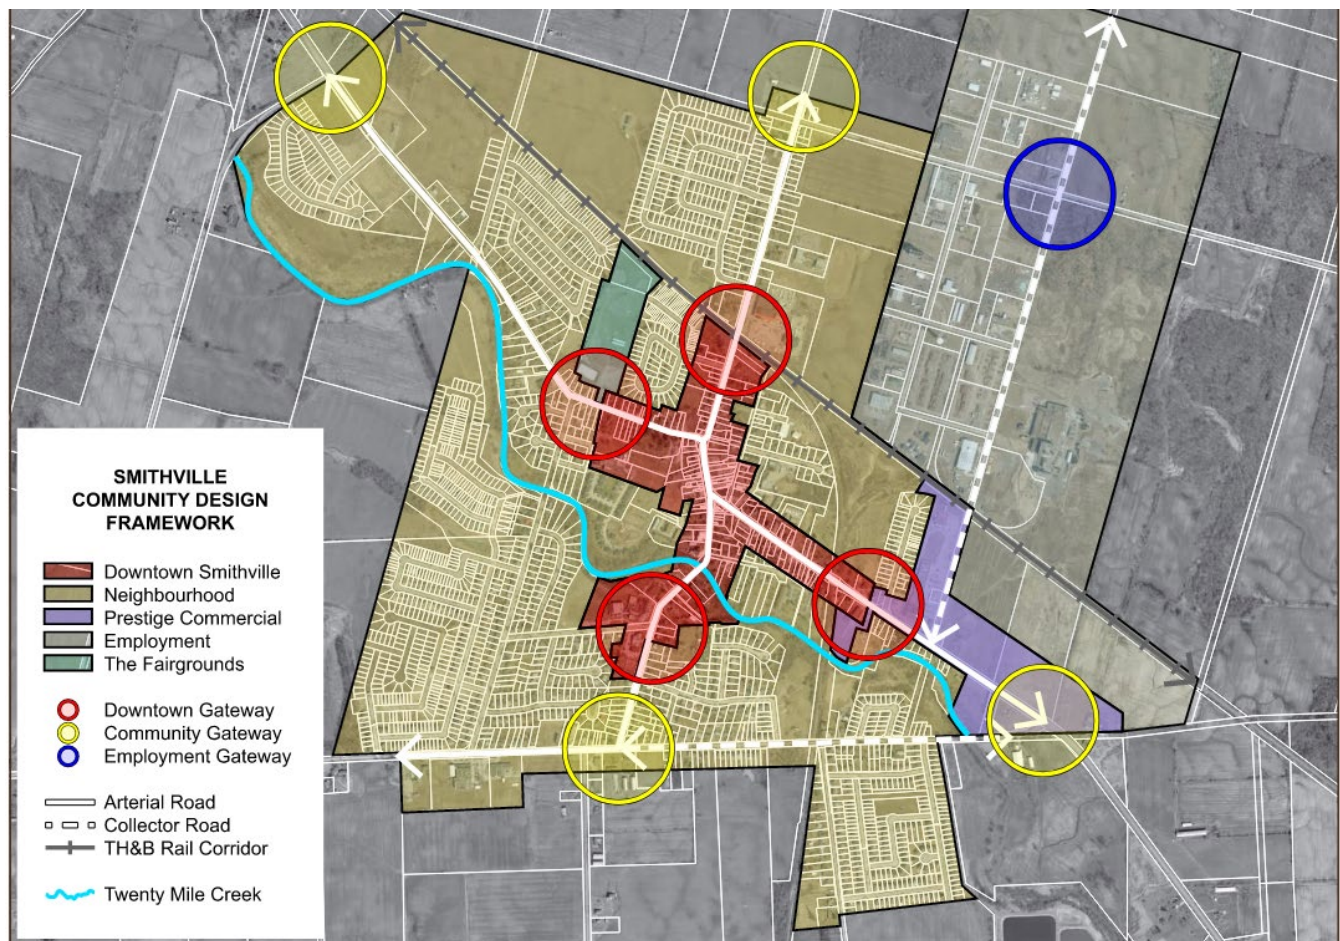 SMITHVILLE
COMMUNITY DESIGN
FRAMEWORK
Downtown Smithville
Neighbourhood
Prestige Commercial
Employment
The Fairgrounds
Downtown Gateway
Community Gateway
Employment Gateway
Arterial Road
Collector Road
TH&B Rail Corridor
Twenty Mile Creek